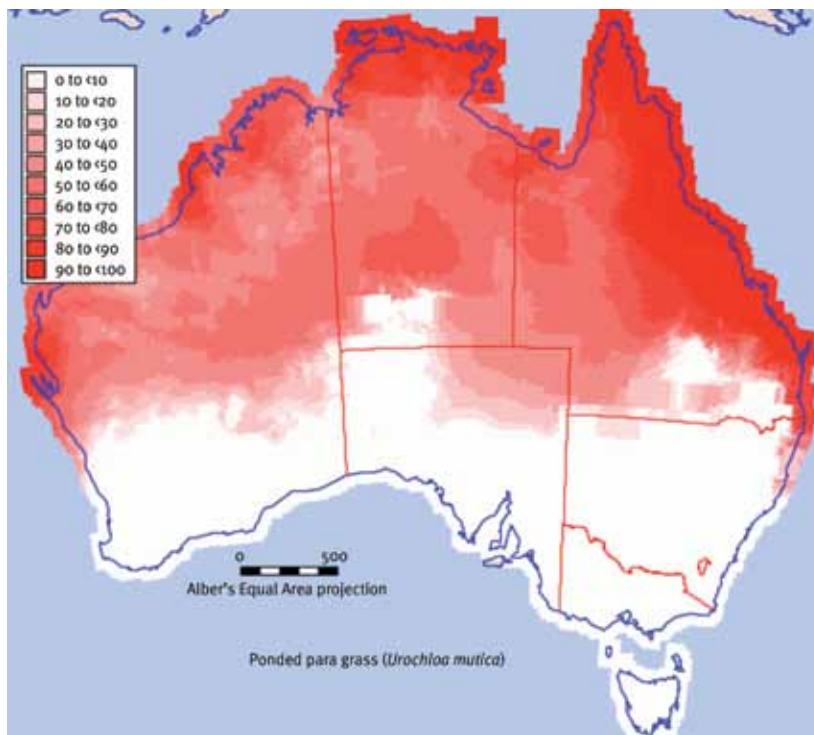 0 to <10
10 to <20
20 to <30
30 to <40
40 to <50
50 to <60
60 to <70
70 to <80
80 to <90
90 to <100
0 500
Alber's Equal Area projection
Ponded para grass (Urochloa mutica)